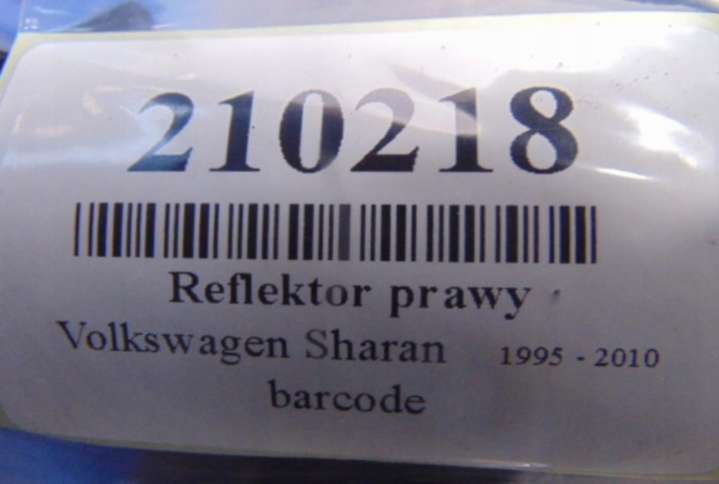 210218
Reflektor prawy
Volkswagen Sharan 1995 - 2010
barcode